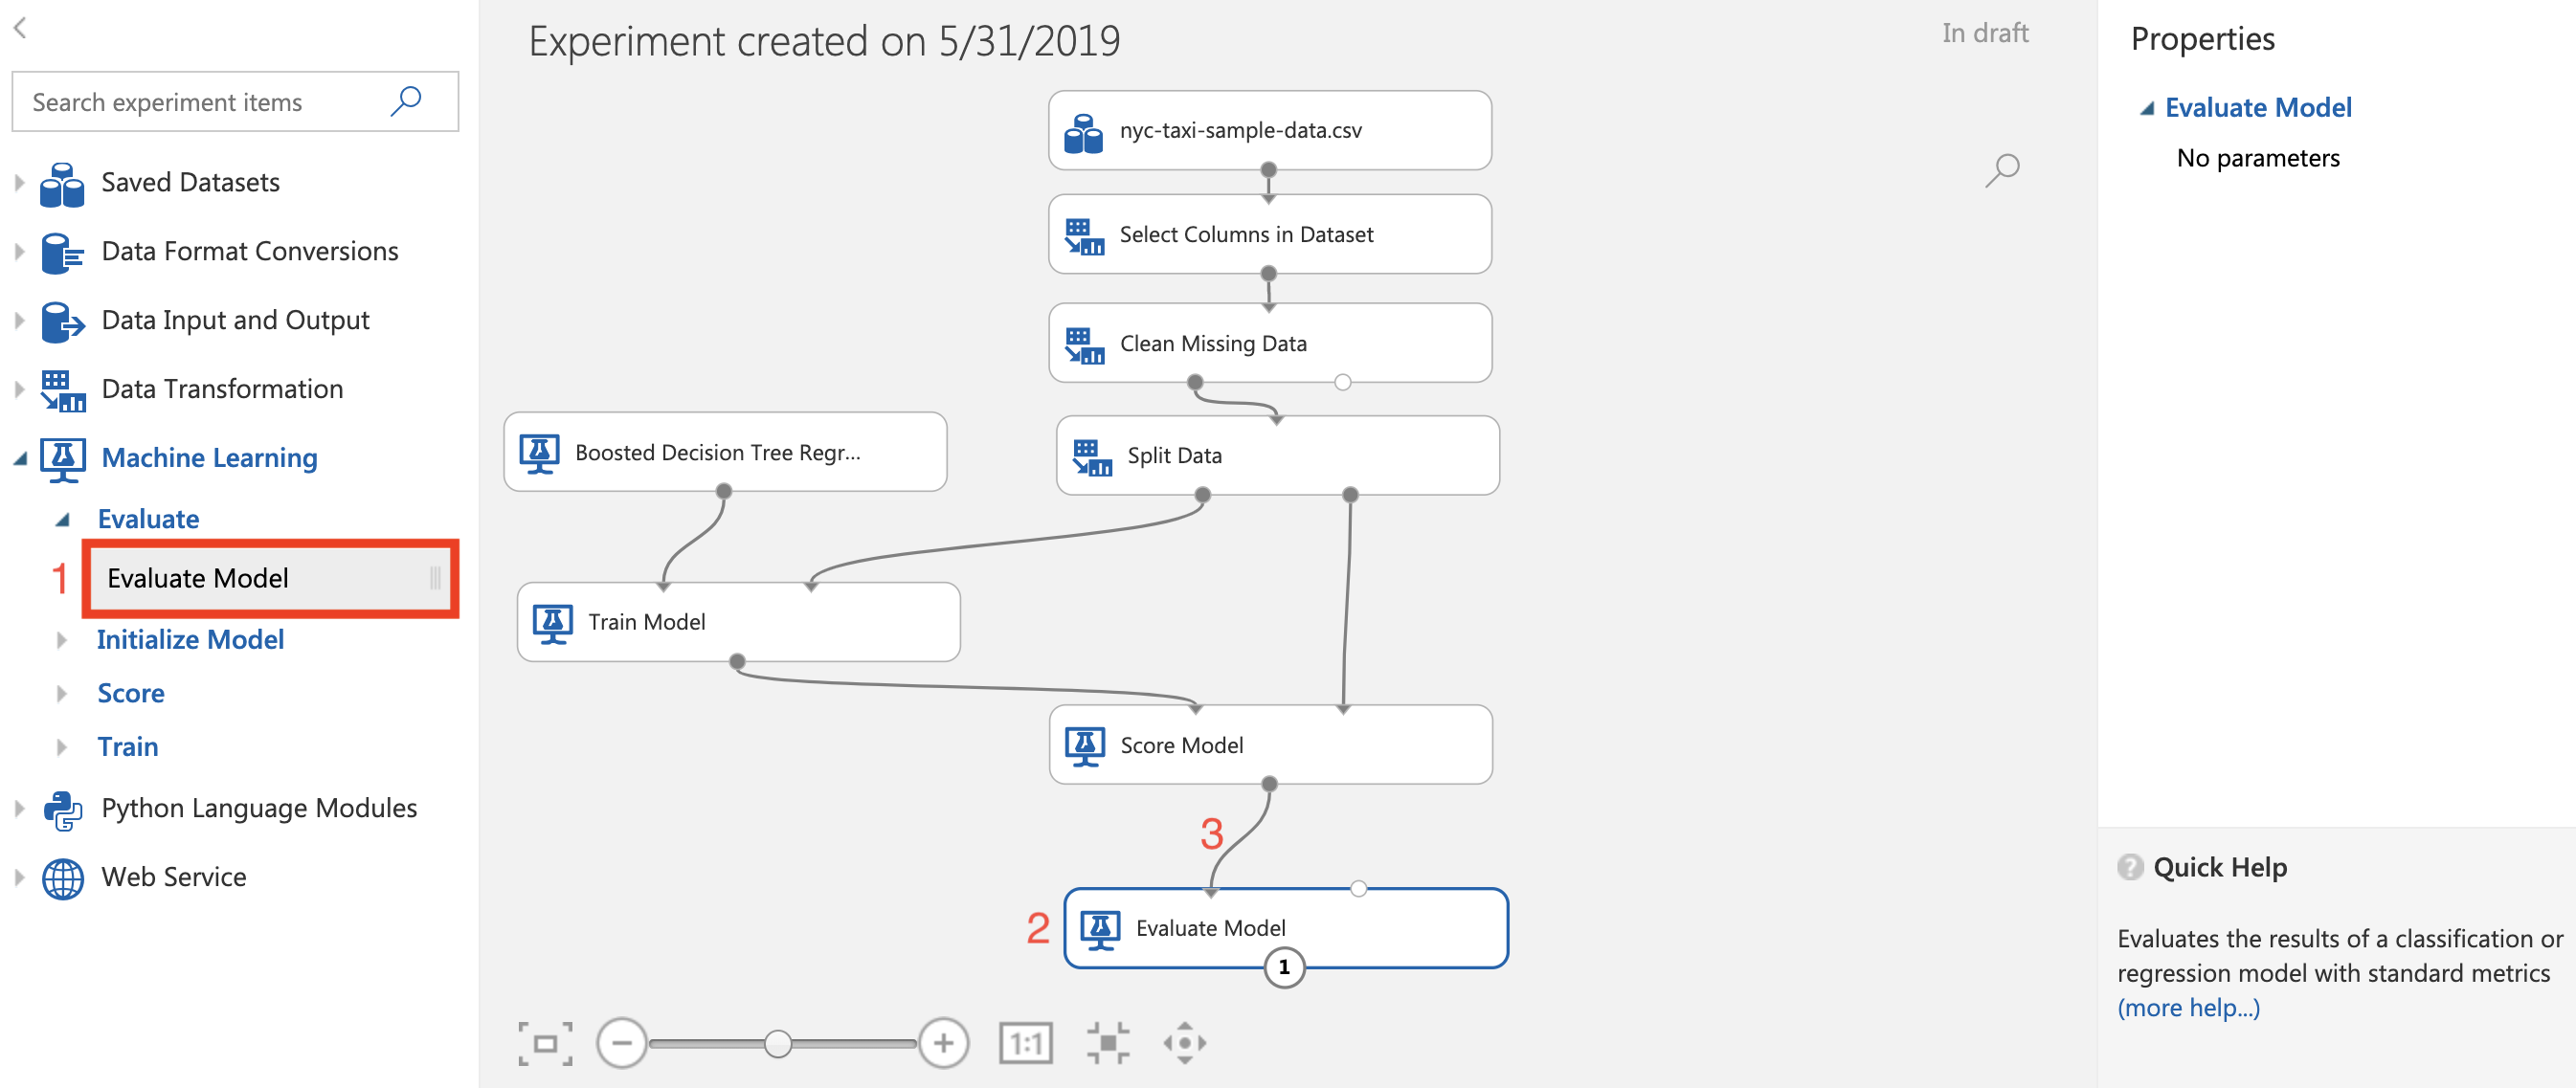 Experiment created on 5/31/2019
In draft
Search experiment items
Saved Datasets
Data Format Conversions
Data Input and Output
Data Transformation
Machine Learning
Evaluate
1
Evaluate Model
Initialize Model
Score
Train
Python Language Modules
Web Service
nyc-taxi-sample-data.csv
Select Columns in Dataset
Clean Missing Data
Boosted Decision Tree Regr...
Split Data
Train Model
Score Model
3
2
Evaluate Model
1
1:1
Properties
Evaluate Model
No parameters
? Quick Help
Evaluates the results of a classification or
regression model with standard metrics
(more help...)